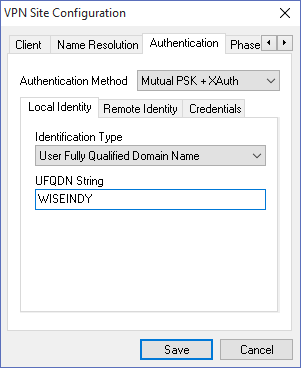 VPN Site Configuration
Client Name Resolution Authentication Phase
Authentication Method Mutual PSK + XAuth
Local Identity Remote Identity Credentials
Identification Type
User Fully Qualified Domain Name
UFQDN String
WISEINDY
Save Cancel